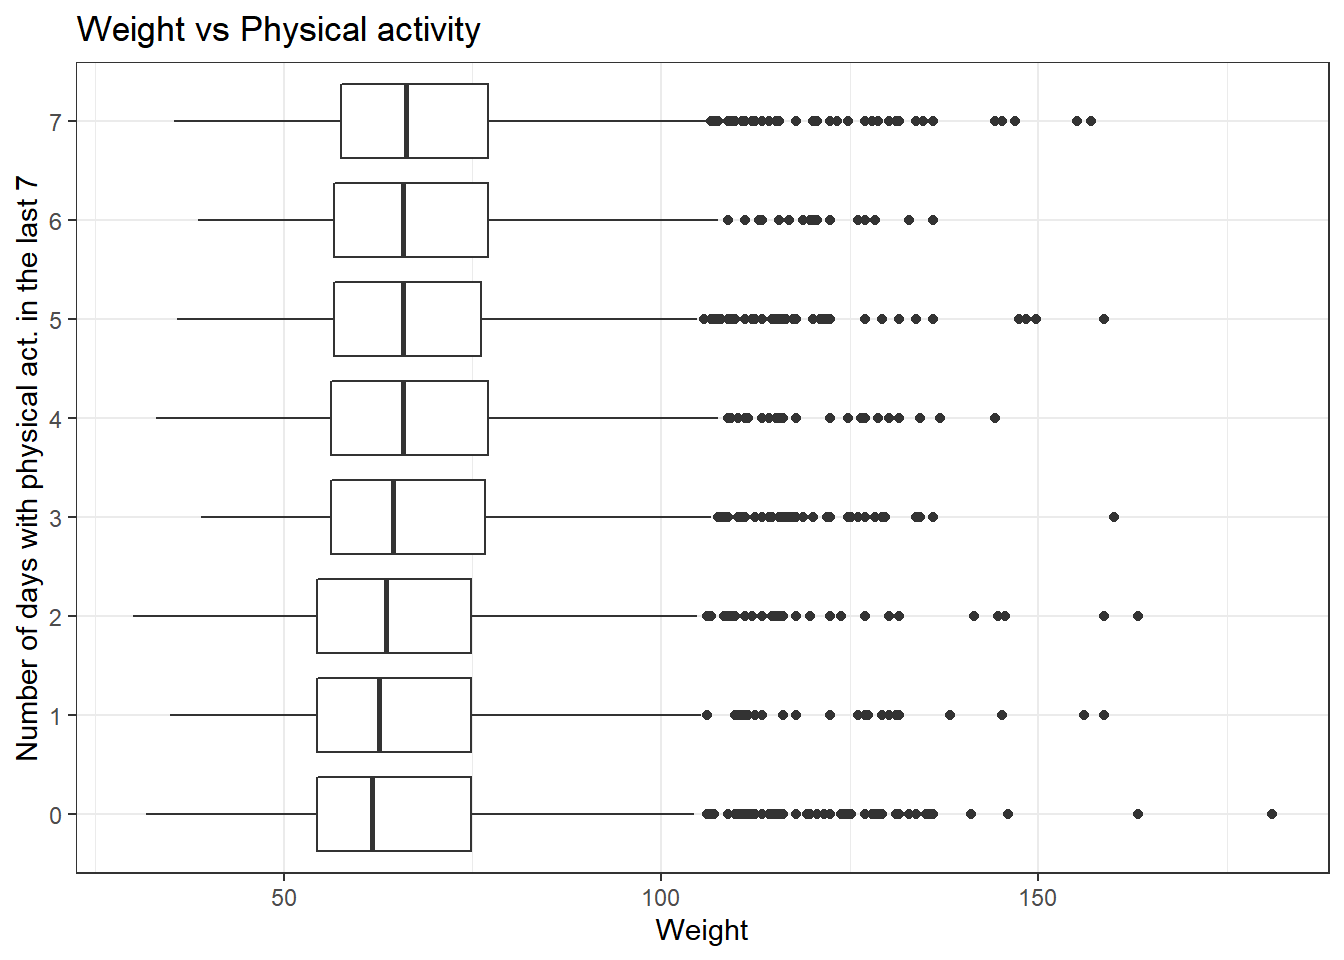 Weight vs Physical activity
Number of days with physical act. in the last 7
7
6
5
4
3
2
1
0
50 100 150
Weight